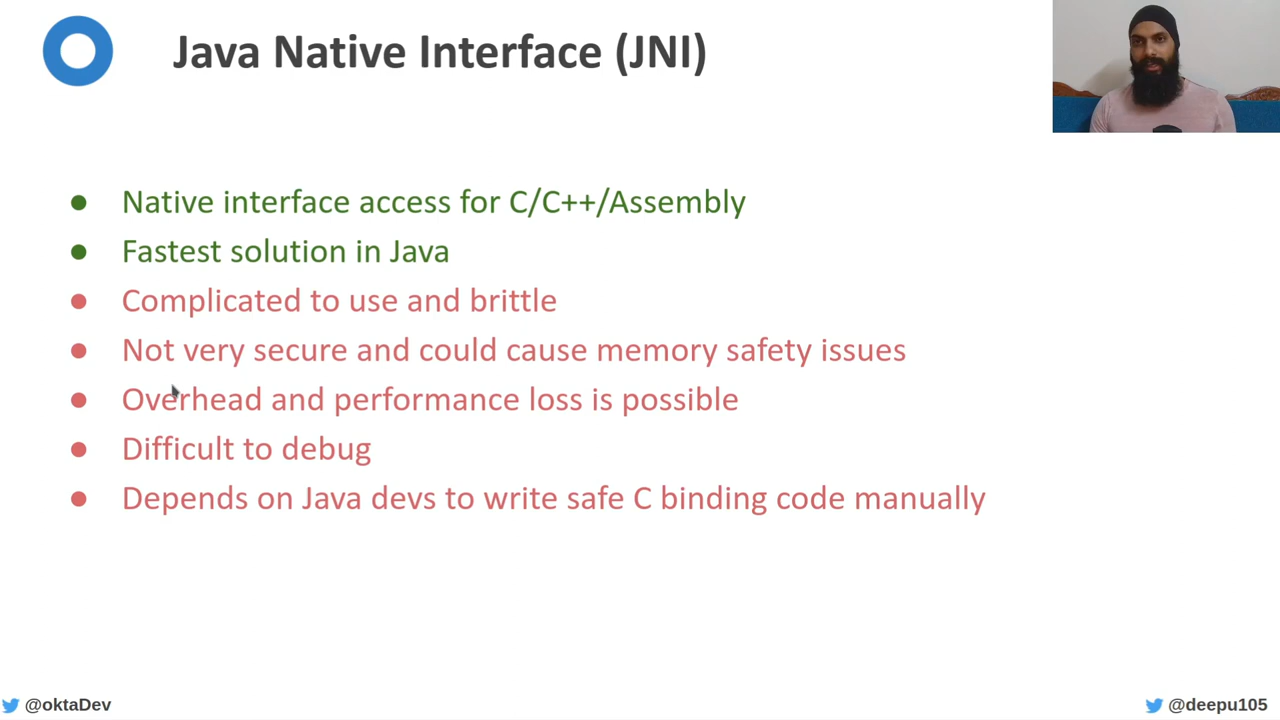 Java Native Interface (JNI)
Native interface access for C/C++/Assembly
Fastest solution in Java
Complicated to use and brittle
Not very secure and could cause memory safety issues
Overhead and performance loss is possible
Difficult to debug
Depends on Java devs to write safe C binding code manually
@oktaDev
@deepu105